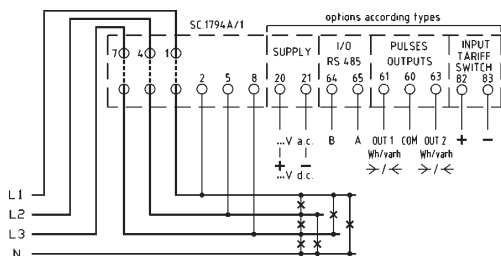 SC.1794A/1
options according types
7 4 1
SUPPLY
I/O
RS 485
PULSES
OUTPUTS
INPUT
TARIFF
SWITCH
2 5 8 20 21 64 65 61 60 63 82 83
...V a.c.
+ −
...V d.c.
B A
OUT 1 COM OUT 2
Wh/varh Wh/varh
+ −
L1
L2
L3
N